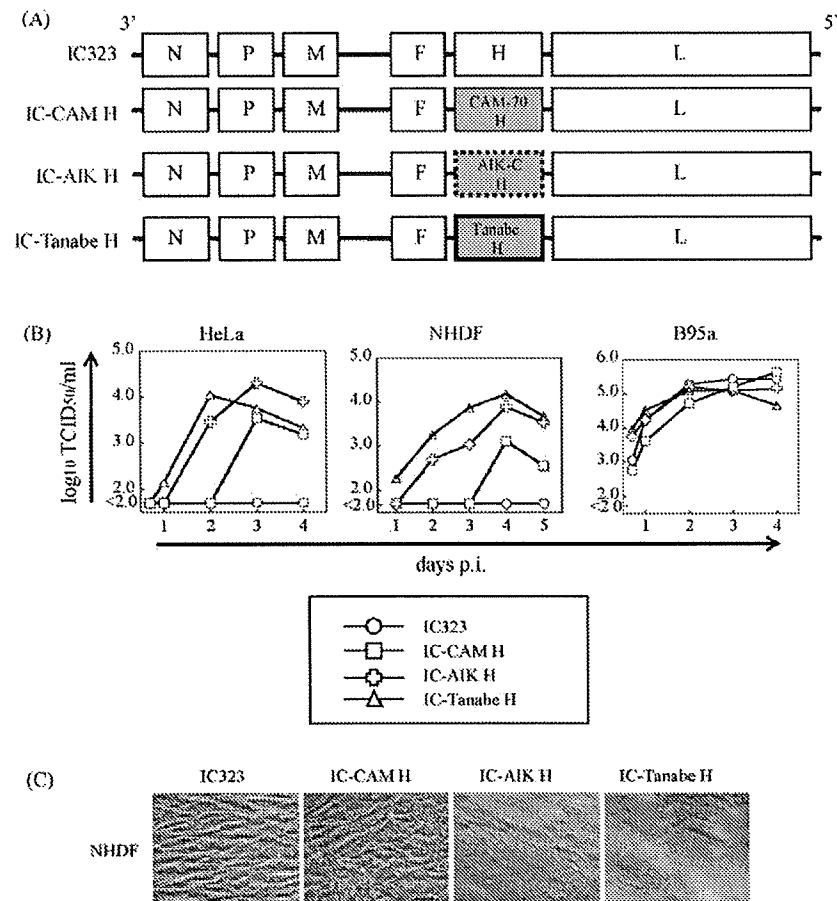 (A)
3’ 5’
IC323 N P M F H L
IC-CAM H N P M F CAM-70 H L
IC-AIK H N P M F AIK-C H L
IC-Tanabe H N P M F Tanabe H L
(B)
HeLa NHDF B95a
log10 TCID50/ml
5.0
4.0
3.0
2.0
<2.0
1 2 3 4
5.0
4.0
3.0
2.0
<2.0
1 2 3 4 5
6.0
5.0
4.0
3.0
2.0
<2.0
1 2 3 4
days p.i.
IC323
IC-CAM H
IC-AIK H
IC-Tanabe H
(C)
IC323 IC-CAM H IC-AIK H IC-Tanabe H
NHDF